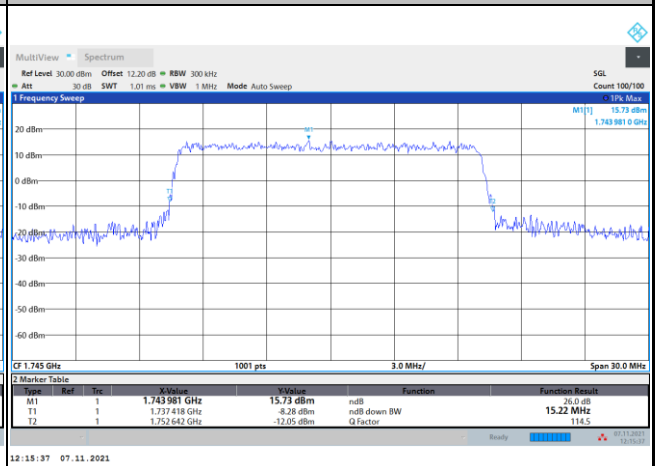 MultiView Spectrum
Ref Level 30.00 dBm Offset 12.20 dB RBW 300 kHz SGL
Att 30 dB SWT 1.01 ms VBW 1 MHz Mode Auto Sweep Count 100/100
1 Frequency Sweep 1Pk Max
M1[1] 15.73 dBm
1.743 981 0 GHz
M1
20 dBm
10 dBm
0 dBm
T1
-10 dBm
T2
-20 dBm
-30 dBm
-40 dBm
-50 dBm
-60 dBm
CF 1.745 GHz 1001 pts 3.0 MHz/ Span 30.0 MHz
2 Marker Table
Type Ref Trc X-Value Y-Value Function Function Result
M1 1 1.743 981 GHz 15.73 dBm ndB 26.0 dB
T1 1 1.737 418 GHz -8.28 dBm ndB down BW 15.22 MHz
T2 1 1.752 642 GHz -12.05 dBm Q Factor 114.5
Ready 07.11.2021
12:15:37
12:15:37 07.11.2021